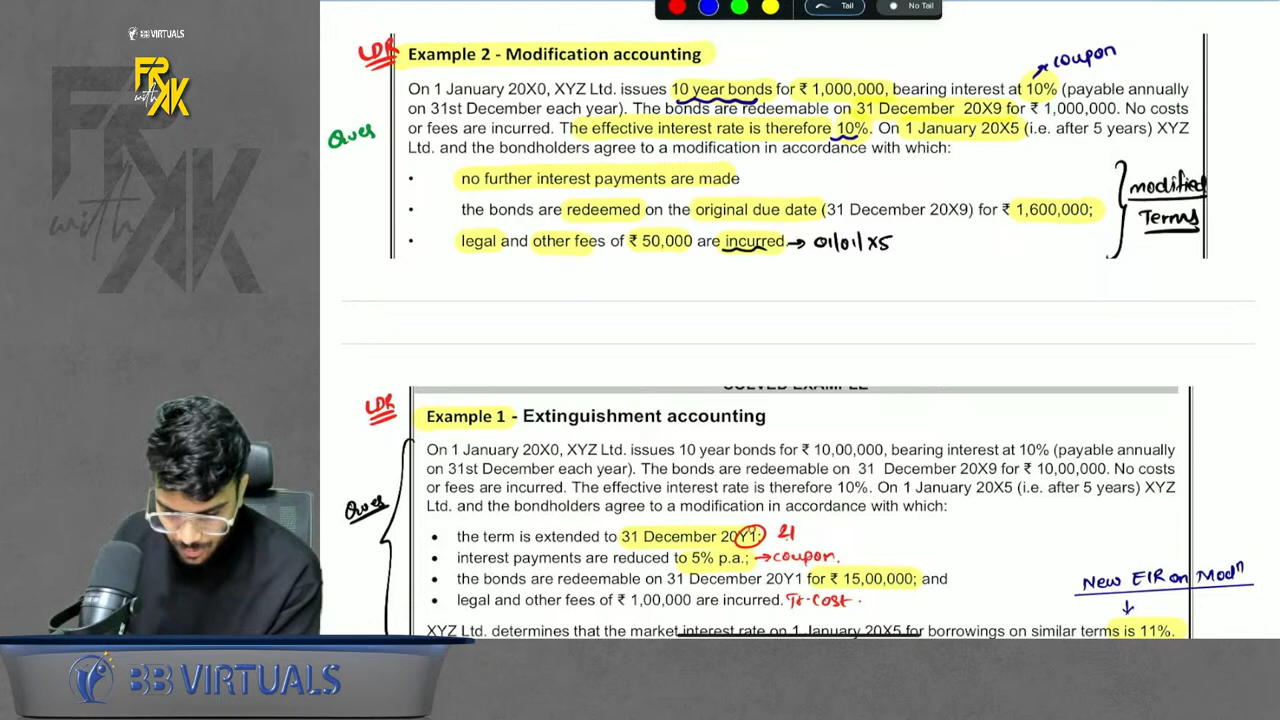 Tail
No Tail
BB VIRTUALS
FR
with
AK
LDR
Example 2 - Modification accounting
coupon
On 1 January 20X0, XYZ Ltd. issues 10 year bonds for ₹ 1,000,000, bearing interest at 10% (payable annually
on 31st December each year). The bonds are redeemable on 31 December 20X9 for ₹ 1,000,000. No costs
Ques
or fees are incurred. The effective interest rate is therefore 10%. On 1 January 20X5 (i.e. after 5 years) XYZ
Ltd. and the bondholders agree to a modification in accordance with which:
• no further interest payments are made
• the bonds are redeemed on the original due date (31 December 20X9) for ₹ 1,600,000;
• legal and other fees of ₹ 50,000 are incurred → 01/01/X5
modified
Terms
SOLVED EXAMPLE
LDR
Example 1 - Extinguishment accounting
On 1 January 20X0, XYZ Ltd. issues 10 year bonds for ₹ 10,00,000, bearing interest at 10% (payable annually
on 31st December each year). The bonds are redeemable on 31 December 20X9 for ₹ 10,00,000. No costs
or fees are incurred. The effective interest rate is therefore 10%. On 1 January 20X5 (i.e. after 5 years) XYZ
Ques
Ltd. and the bondholders agree to a modification in accordance with which:
• the term is extended to 31 December 20Y1; 21
• interest payments are reduced to 5% p.a.; → coupon.
• the bonds are redeemable on 31 December 20Y1 for ₹ 15,00,000; and
• legal and other fees of ₹ 1,00,000 are incurred. Tr. Cost.
New EIR on Modⁿ
XYZ Ltd. determines that the market interest rate on 1 January 20X5 for borrowings on similar terms is 11%.
BB VIRTUALS